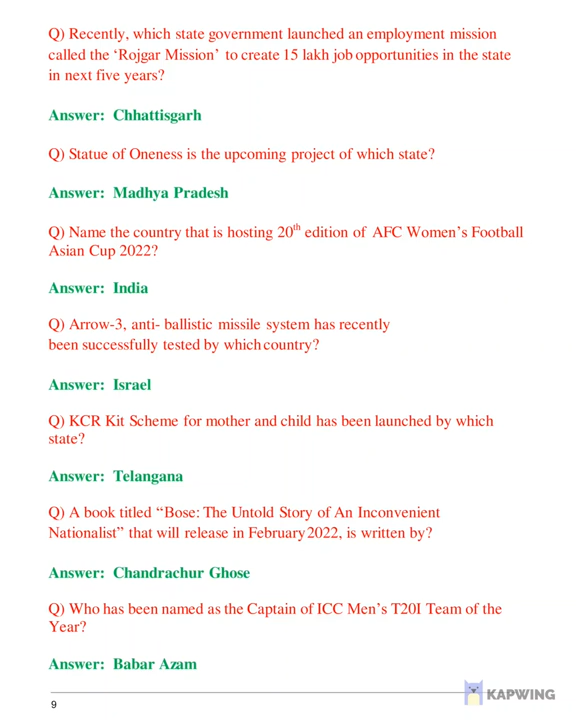 Q) Recently, which state government launched an employment mission
called the ‘Rojgar Mission’ to create 15 lakh job opportunities in the state
in next five years?
Answer: Chhattisgarh
Q) Statue of Oneness is the upcoming project of which state?
Answer: Madhya Pradesh
Q) Name the country that is hosting 20th edition of AFC Women’s Football
Asian Cup 2022?
Answer: India
Q) Arrow-3, anti- ballistic missile system has recently
been successfully tested by which country?
Answer: Israel
Q) KCR Kit Scheme for mother and child has been launched by which
state?
Answer: Telangana
Q) A book titled “Bose: The Untold Story of An Inconvenient
Nationalist” that will release in February 2022, is written by?
Answer: Chandrachur Ghose
Q) Who has been named as the Captain of ICC Men’s T20I Team of the
Year?
Answer: Babar Azam
KAPWING
9